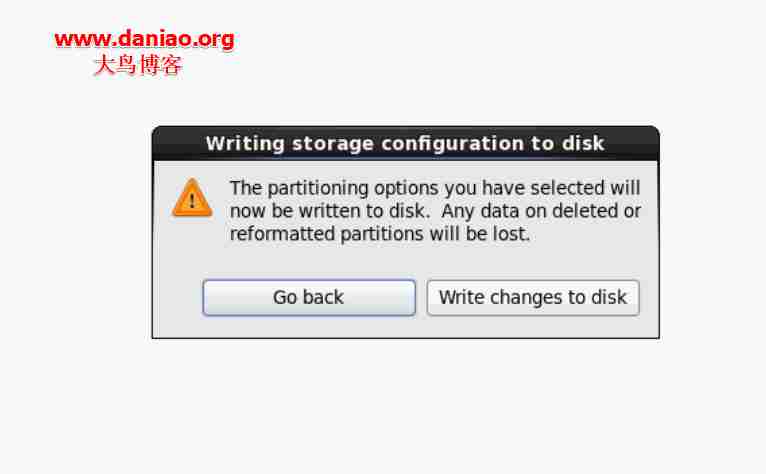 www.daniao.org
大鸟博客
Writing storage configuration to disk
The partitioning options you have selected will
now be written to disk.  Any data on deleted or
reformatted partitions will be lost.
Go back
Write changes to disk